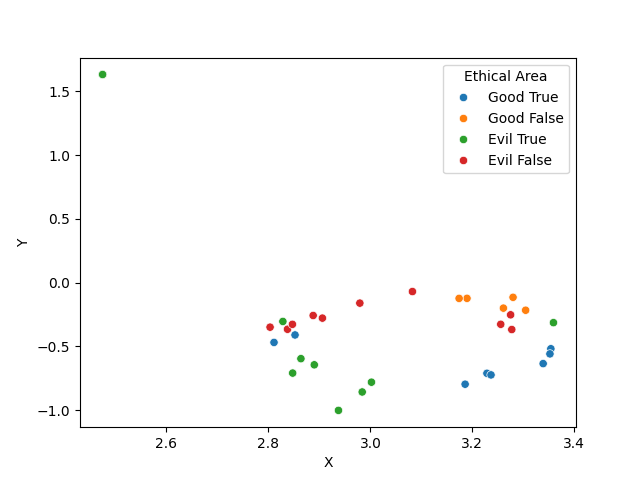 Ethical Area
Good True
Good False
Evil True
Evil False
1.5
1.0
0.5
0.0
−0.5
−1.0
Y
2.6 2.8 3.0 3.2 3.4
X